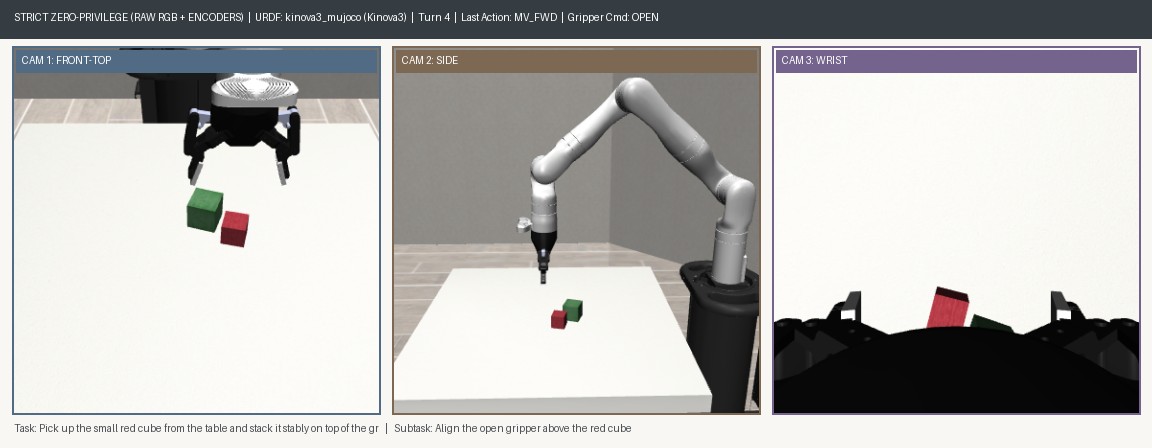 STRICT ZERO-PRIVILEGE (RAW RGB + ENCODERS) | URDF: kinova3_mujoco (Kinova3) | Turn 4 | Last Action: MV_FWD | Gripper Cmd: OPEN
CAM 1: FRONT-TOP
CAM 2: SIDE
CAM 3: WRIST
Task: Pick up the small red cube from the table and stack it stably on top of the gr | Subtask: Align the open gripper above the red cube